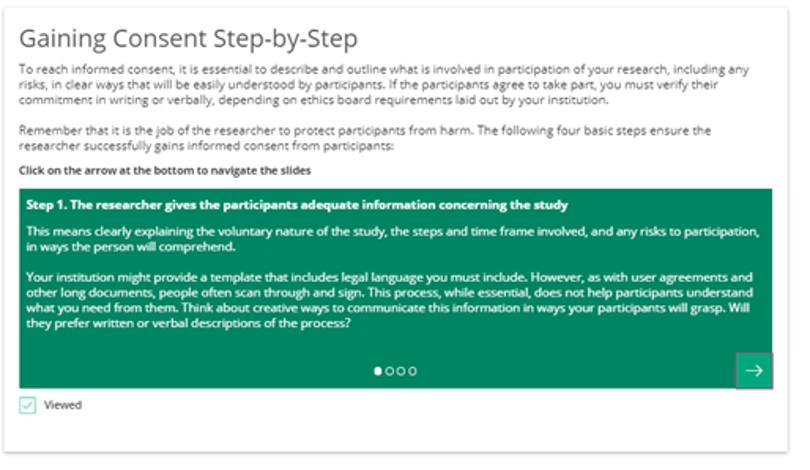 Gaining Consent Step-by-Step
To reach informed consent, it is essential to describe and outline what is involved in participation of your research, including any
risks, in clear ways that will be easily understood by participants. If the participants agree to take part, you must verify their
commitment in writing or verbally, depending on ethics board requirements laid out by your institution.
Remember that it is the job of the researcher to protect participants from harm. The following four basic steps ensure the
researcher successfully gains informed consent from participants:
Click on the arrow at the bottom to navigate the slides
Step 1. The researcher gives the participants adequate information concerning the study
This means clearly explaining the voluntary nature of the study, the steps and time frame involved, and any risks to participation,
in ways the person will comprehend.
Your institution might provide a template that includes legal language you must include. However, as with user agreements and
other long documents, people often scan through and sign. This process, while essential, does not help participants understand
what you need from them. Think about creative ways to communicate this information in ways your participants will grasp. Will
they prefer written or verbal descriptions of the process?
Viewed